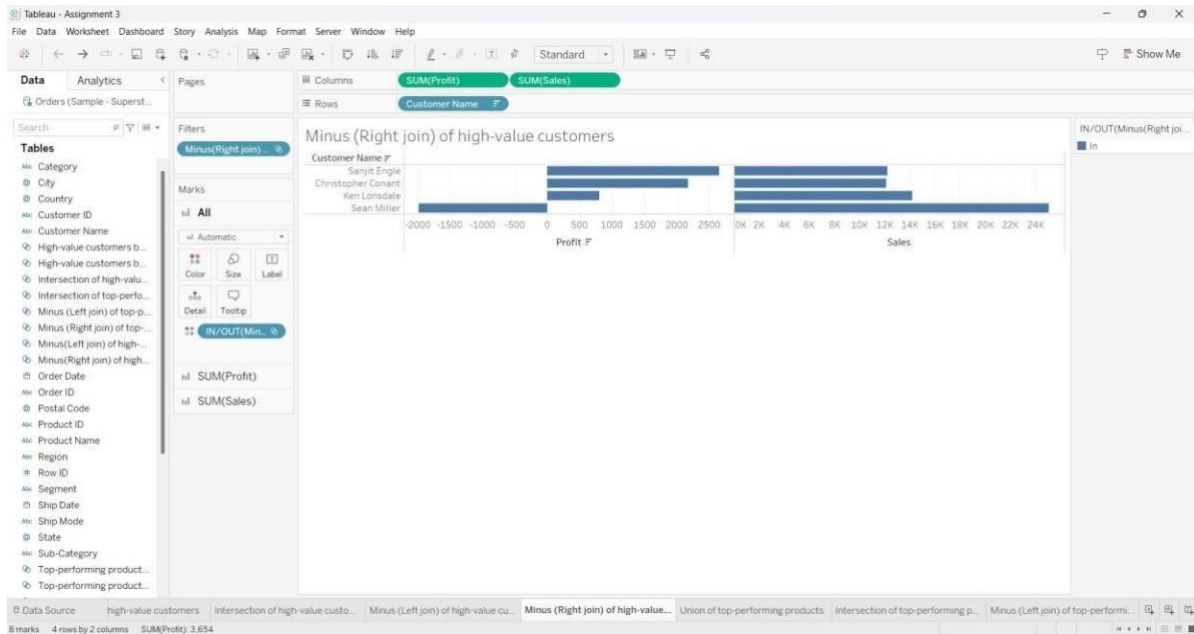 Tableau - Assignment 3
File Data Worksheet Dashboard Story Analysis Map Format Server Window Help
Standard
Show Me
Data Analytics
Orders (Sample - Superst...
Search
Tables
Abc Category
City
Country
Abc Customer ID
Abc Customer Name
High-value customers b...
High-value customers b...
Intersection of high-valu...
Intersection of top-perfo...
Minus (Left join) of top-p...
Minus (Right join) of top-...
Minus(Left join) of high-...
Minus(Right join) of high...
Order Date
Abc Order ID
Postal Code
Abc Product ID
Abc Product Name
Abc Region
# Row ID
Abc Segment
Ship Date
Abc Ship Mode
State
Abc Sub-Category
Top-performing product...
Top-performing product...
Pages
Filters
Minus(Right join) ...
Marks
All
Automatic
Color Size Label
Detail Tooltip
IN/OUT(Min...
SUM(Profit)
SUM(Sales)
Columns SUM(Profit) SUM(Sales)
Rows Customer Name
Minus (Right join) of high-value customers
Customer Name
Sanjit Engle
Christopher Conant
Ken Lonsdale
Sean Miller
-2000 -1500 -1000 -500 0 500 1000 1500 2000 2500 0K 2K 4K 6K 8K 10K 12K 14K 16K 18K 20K 22K 24K
Profit Sales
IN/OUT(Minus(Right joi...
In
Data Source high-value customers Intersection of high-value custo... Minus (Left join) of high-value cu... Minus (Right join) of high-value... Union of top-performing products Intersection of top-performing p... Minus (Left join) of top-performi...
8 marks 4 rows by 2 columns SUM(Profit): 3,654